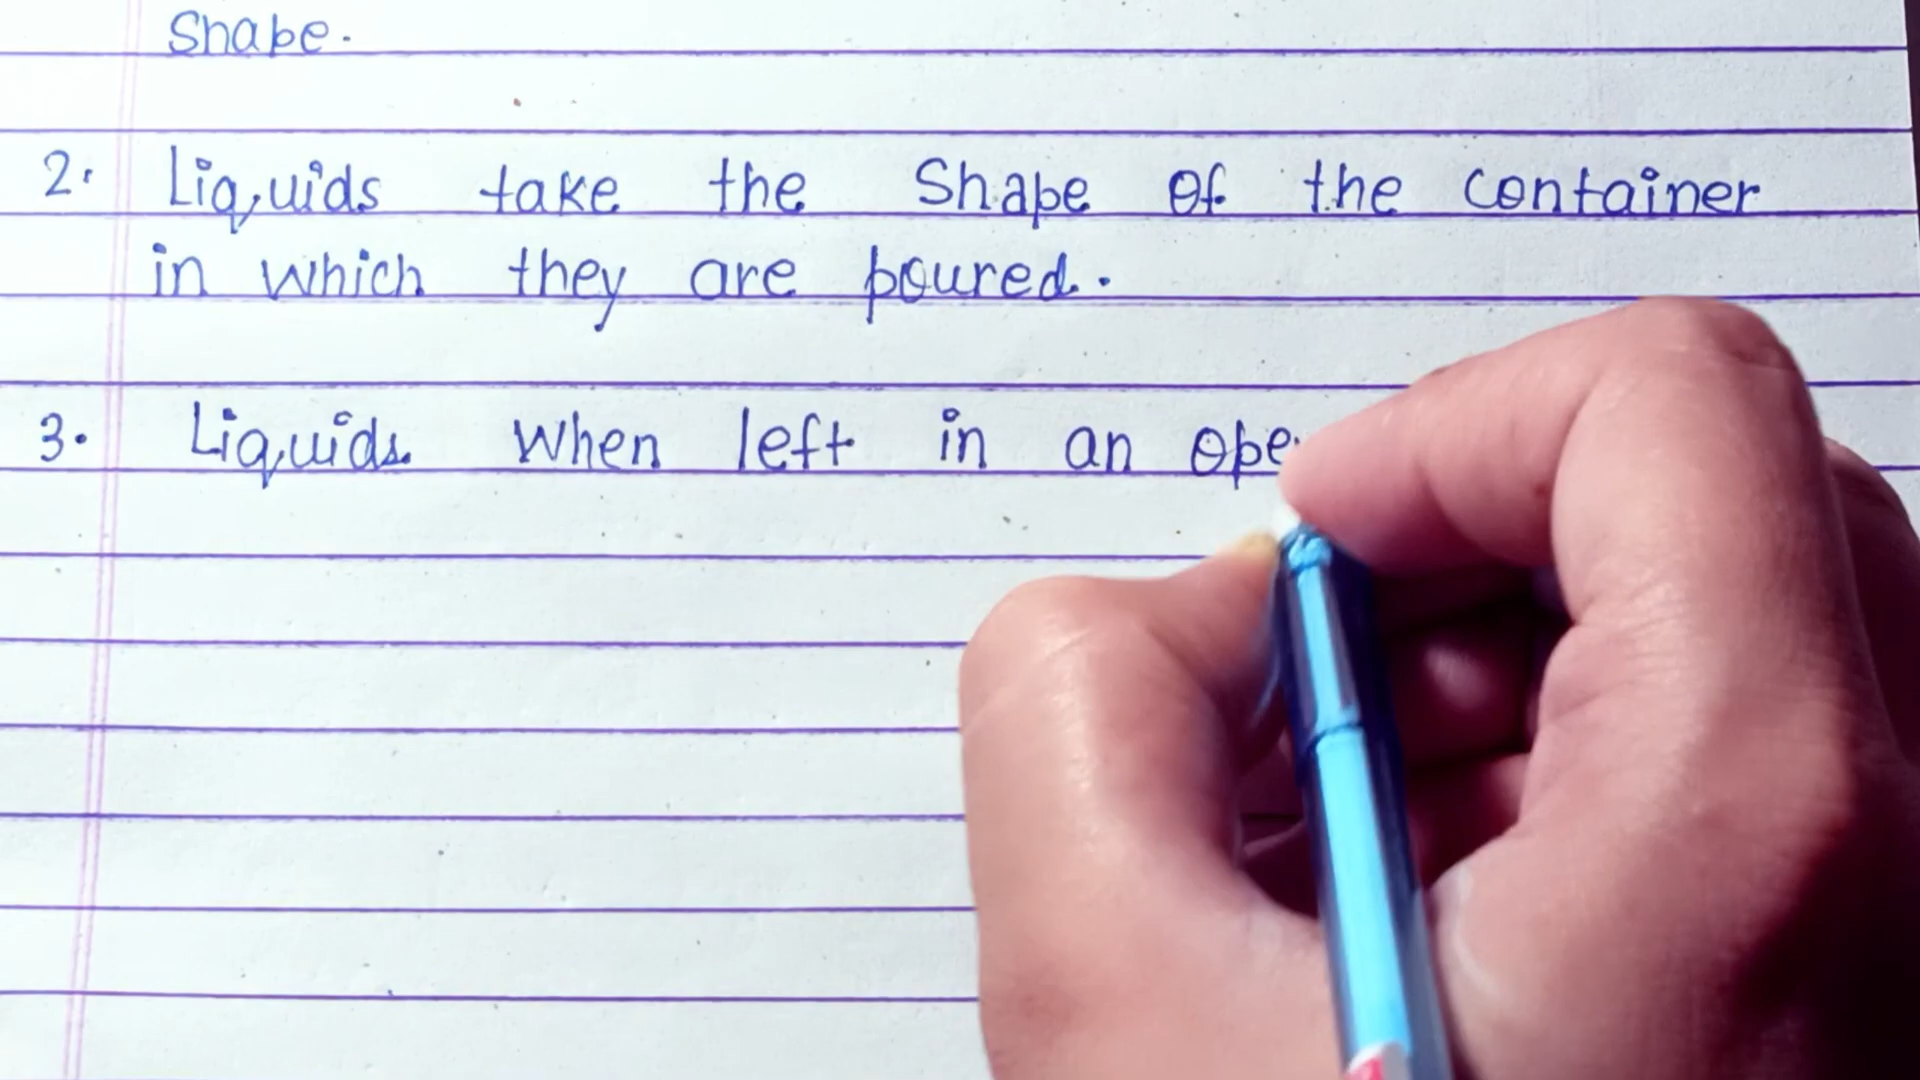 Shape.
2. Liquids take the Shape of the container
in which they are poured.
3. Liquids when left in an ope